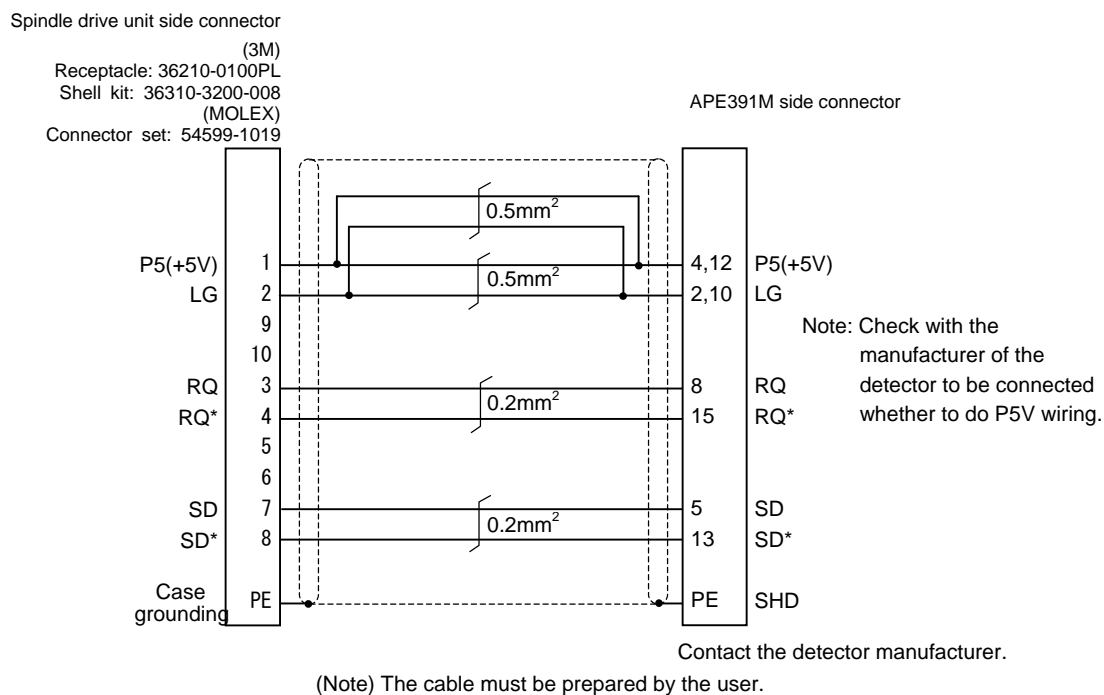 Spindle drive unit side connector
(3M)
Receptacle: 36210-0100PL
Shell kit: 36310-3200-008
(MOLEX)
Connector set: 54599-1019
APE391M side connector
0.5mm²
P5(+5V) 1 0.5mm² 4,12 P5(+5V)
LG 2 2,10 LG
9
10
RQ 3 0.2mm² 8 RQ
RQ* 4 15 RQ*
5
6
SD 7 0.2mm² 5 SD
SD* 8 13 SD*
Case
grounding PE PE SHD
Note: Check with the
manufacturer of the
detector to be connected
whether to do P5V wiring.
Contact the detector manufacturer.
(Note) The cable must be prepared by the user.